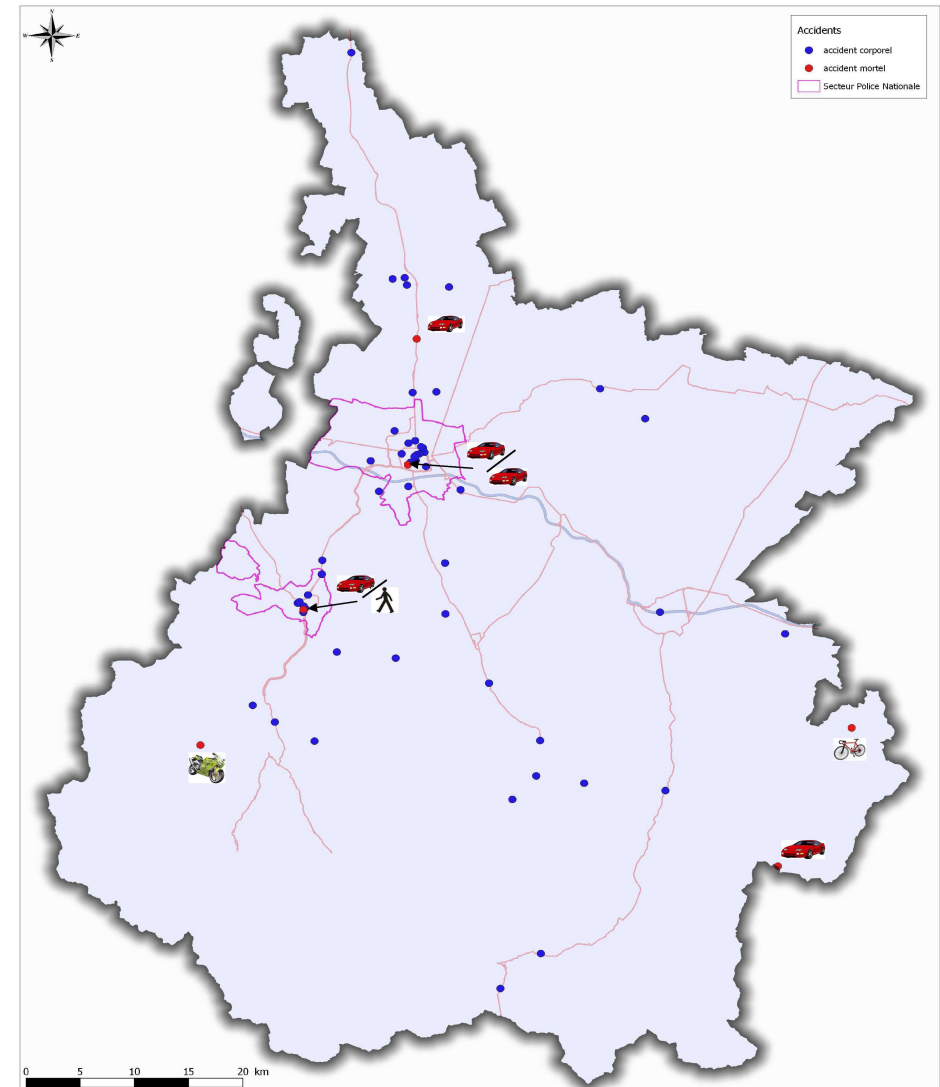 N
W
E
S
Accidents
accident corporel
accident mortel
Secteur Police Nationale
0 5 10 15 20 km